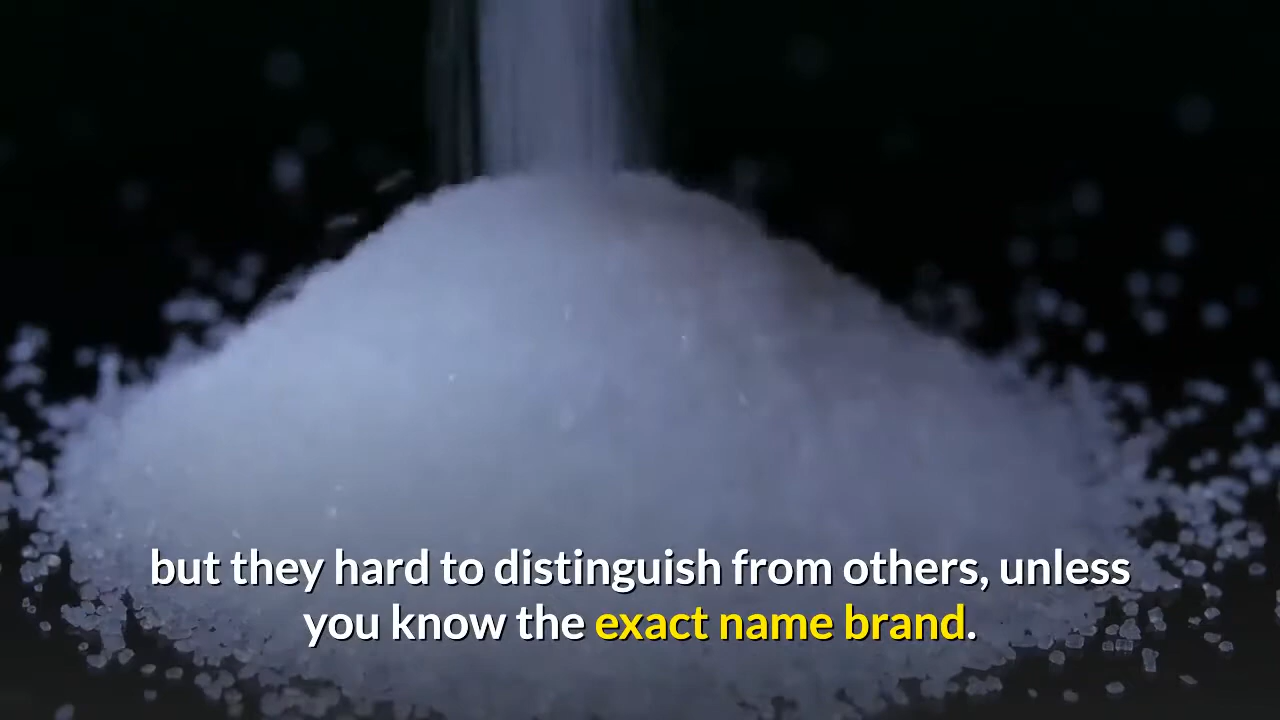 but they hard to distinguish from others, unless
you know the exact name brand.